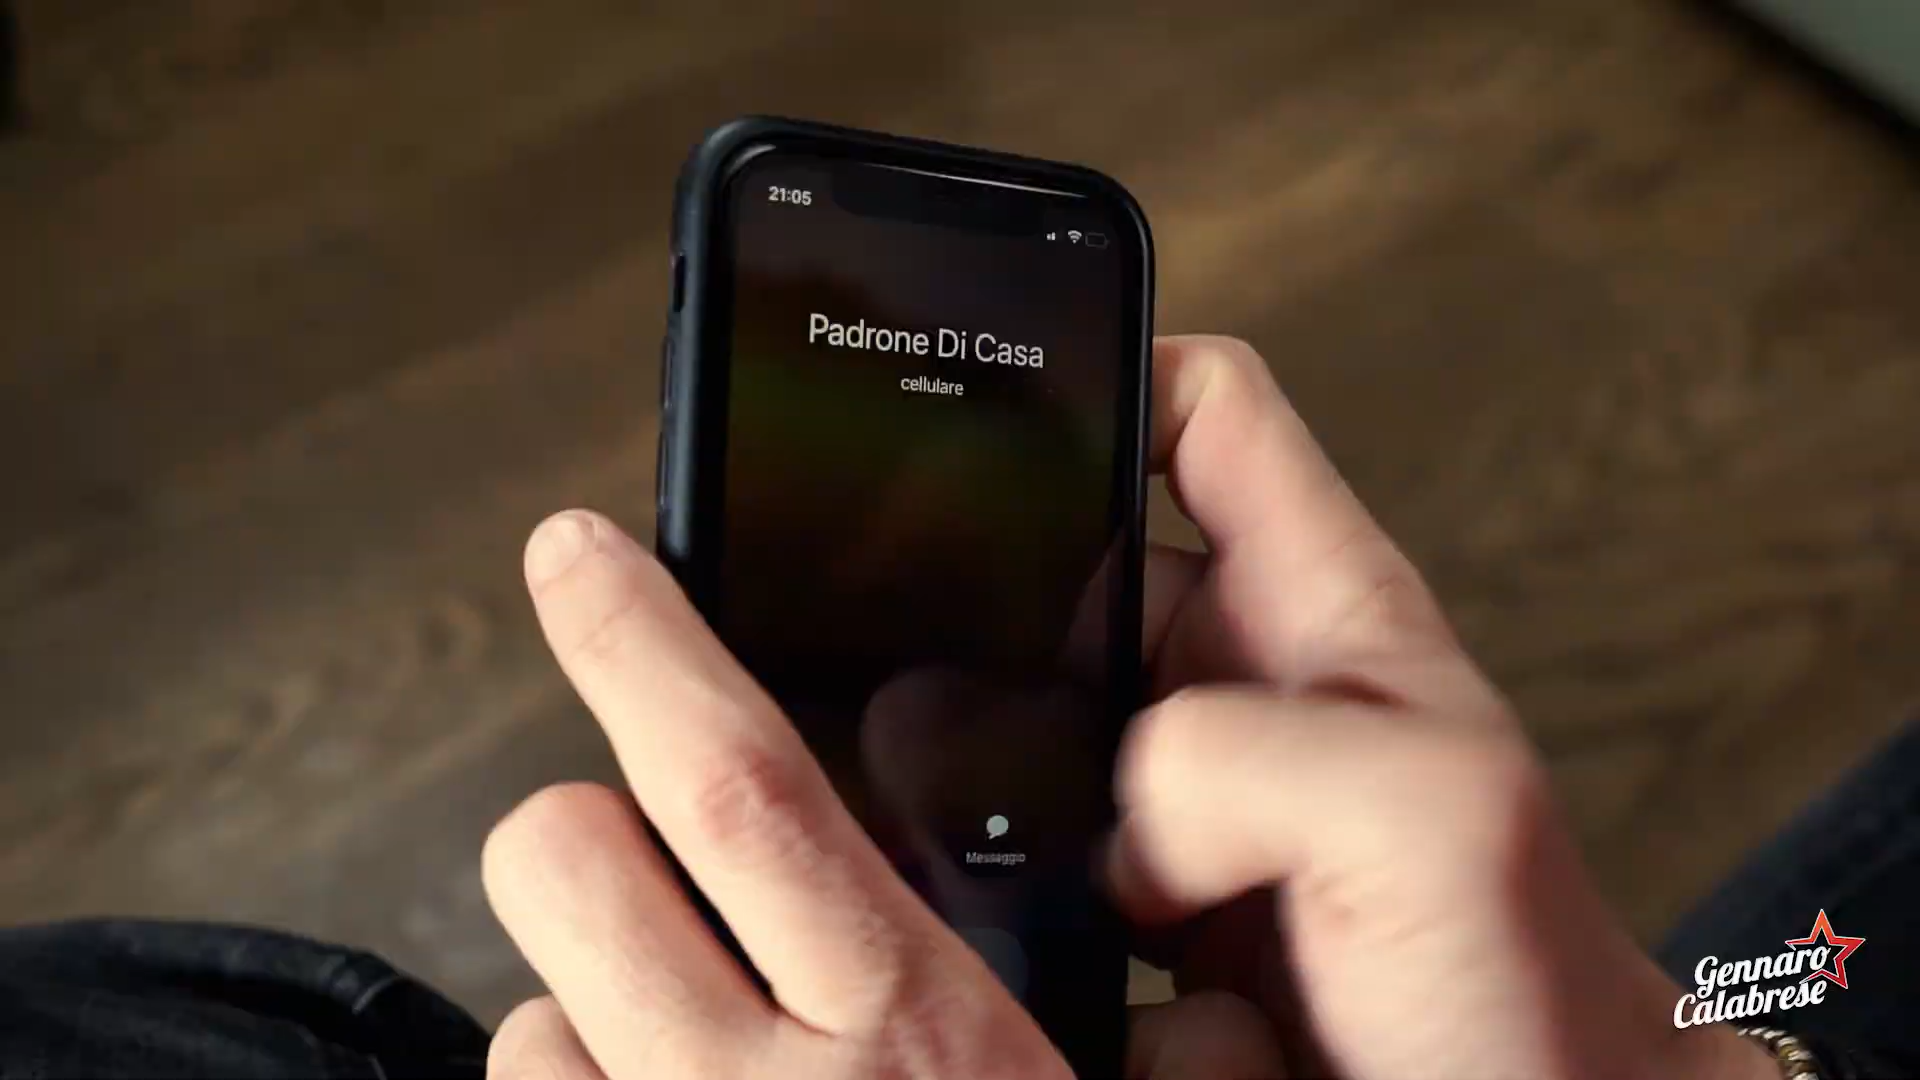 21:05
Padrone Di Casa
cellulare
Messaggio
Gennaro
Calabrese